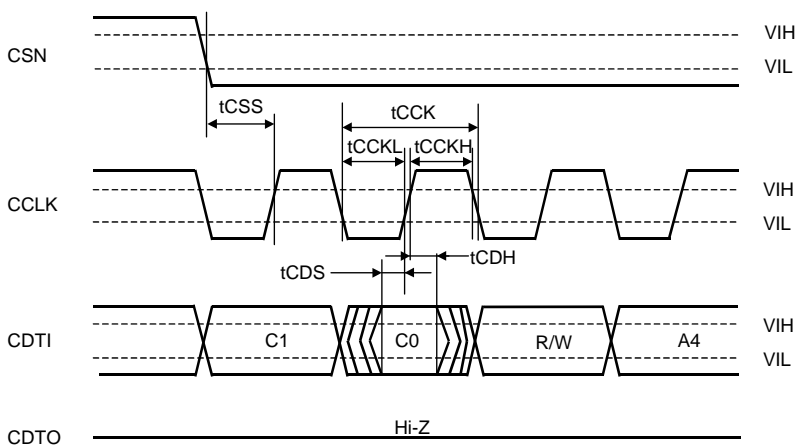 VIH
CSN
VIL
tCSS
tCCK
tCCKL
tCCKH
VIH
CCLK
VIL
tCDS
tCDH
VIH
CDTI
C1
C0
R/W
A4
VIL
Hi-Z
CDTO